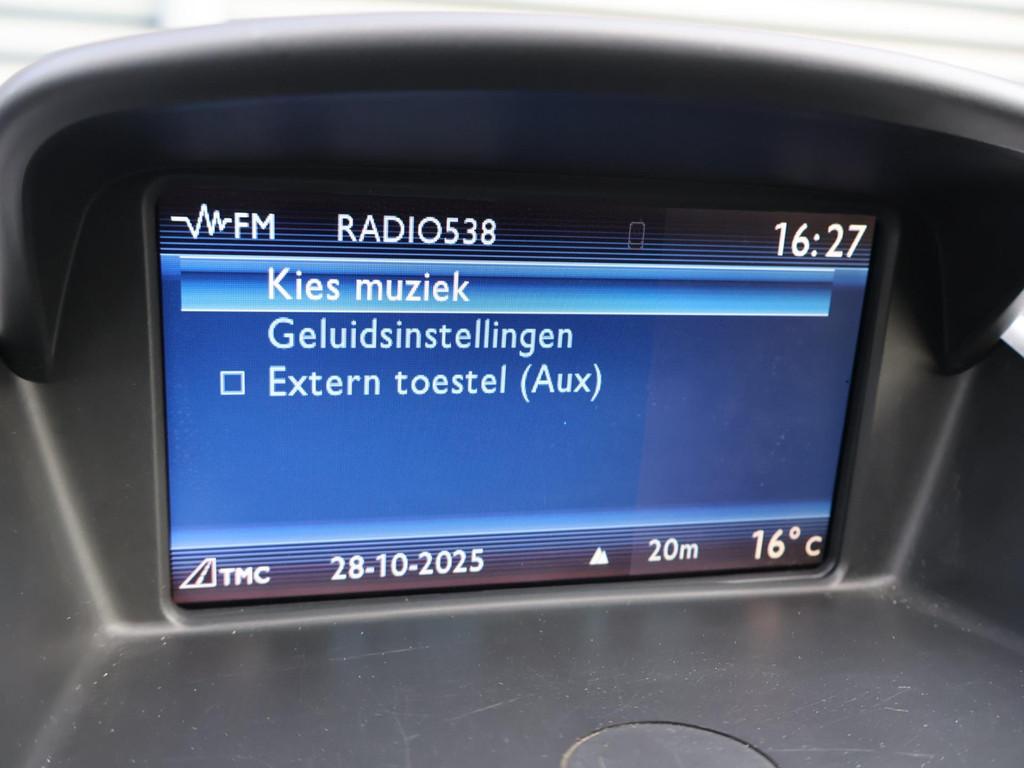 FM RADIO538 16:27
Kies muziek
Geluidsinstellingen
Extern toestel (Aux)
TMC 28-10-2025 20m 16°C